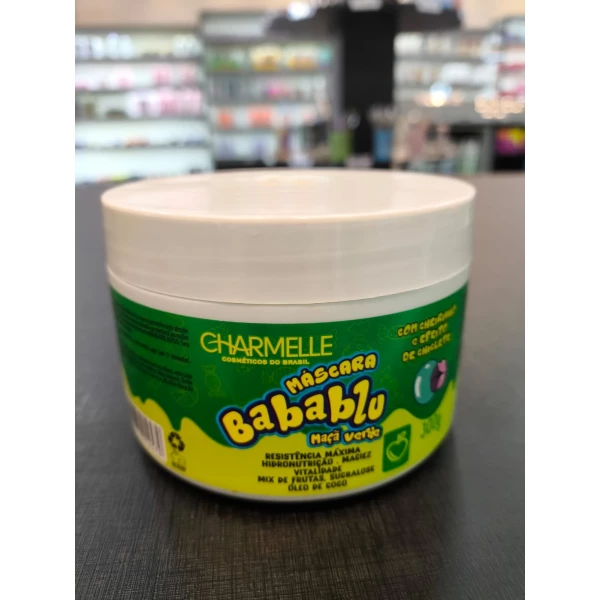 CHARMELLE
COSMÉTICOS DO BRASIL
MÁSCARA
Babablu
Maçã Verde
RESISTÊNCIA MÁXIMA
HIDRONUTRIÇÃO, MACIEZ
VITALIDADE
MIX DE FRUTAS, SUCRALOSE
ÓLEO DE COCO
COM CHEIRINHO
E EFEITO
DE CHICLETE
300g